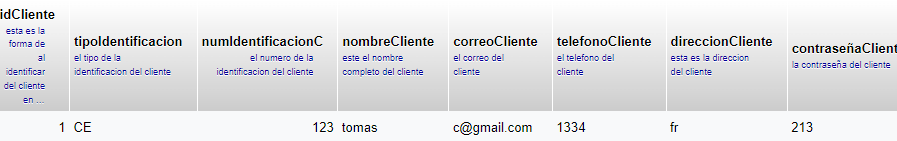 idCliente
esta es la
forma de
al
identificar
del cliente
en ...
tipoIdentificacion
el tipo de la
identificacion del cliente
numIdentificacionC
el numero de la
identificacion del cliente
nombreCliente
este el nombre
completo del cliente
correoCliente
el correo del
cliente
telefonoCliente
el telefono del
cliente
direccionCliente
esta es la direccion
del cliente
contraseñaClient
la contraseña del cliente
1 CE 123 tomas c@gmail.com 1334 fr 213